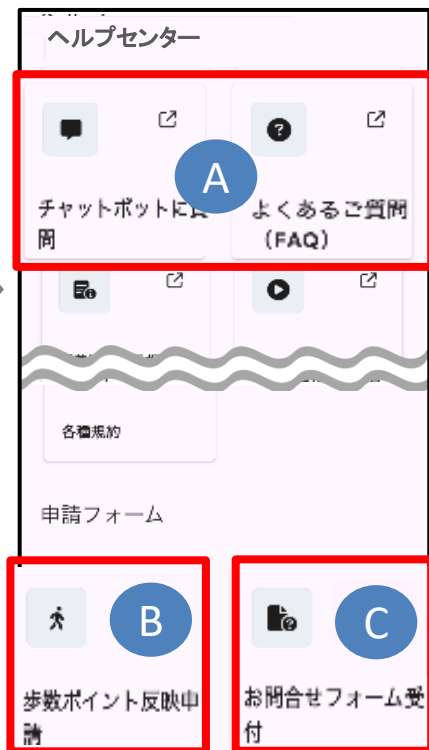 ヘルプセンター
A
チャットボットに質
問
よくあるご質問
(FAQ)
各種規約
申請フォーム
B
C
歩数ポイント反映申
請
お問合せフォーム受
付